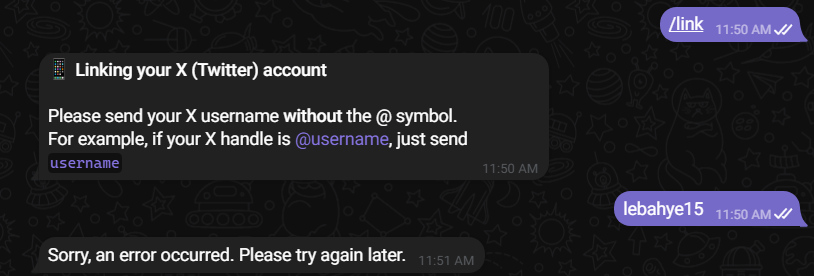 /link 11:50 AM
📱 Linking your X (Twitter) account
Please send your X username without the @ symbol.
For example, if your X handle is @username, just send
username
11:50 AM
lebahye15 11:50 AM
Sorry, an error occurred. Please try again later. 11:51 AM